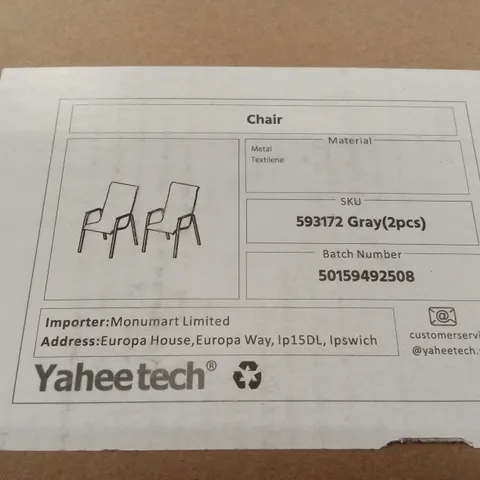 Chair
Material
Metal
Textilene
SKU
593172 Gray(2pcs)
Batch Number
50159492508
Importer:Monumart Limited
Address:Europa House,Europa Way, Ip15DL, Ipswich
customerservi
@yaheetech.
Yaheetech®